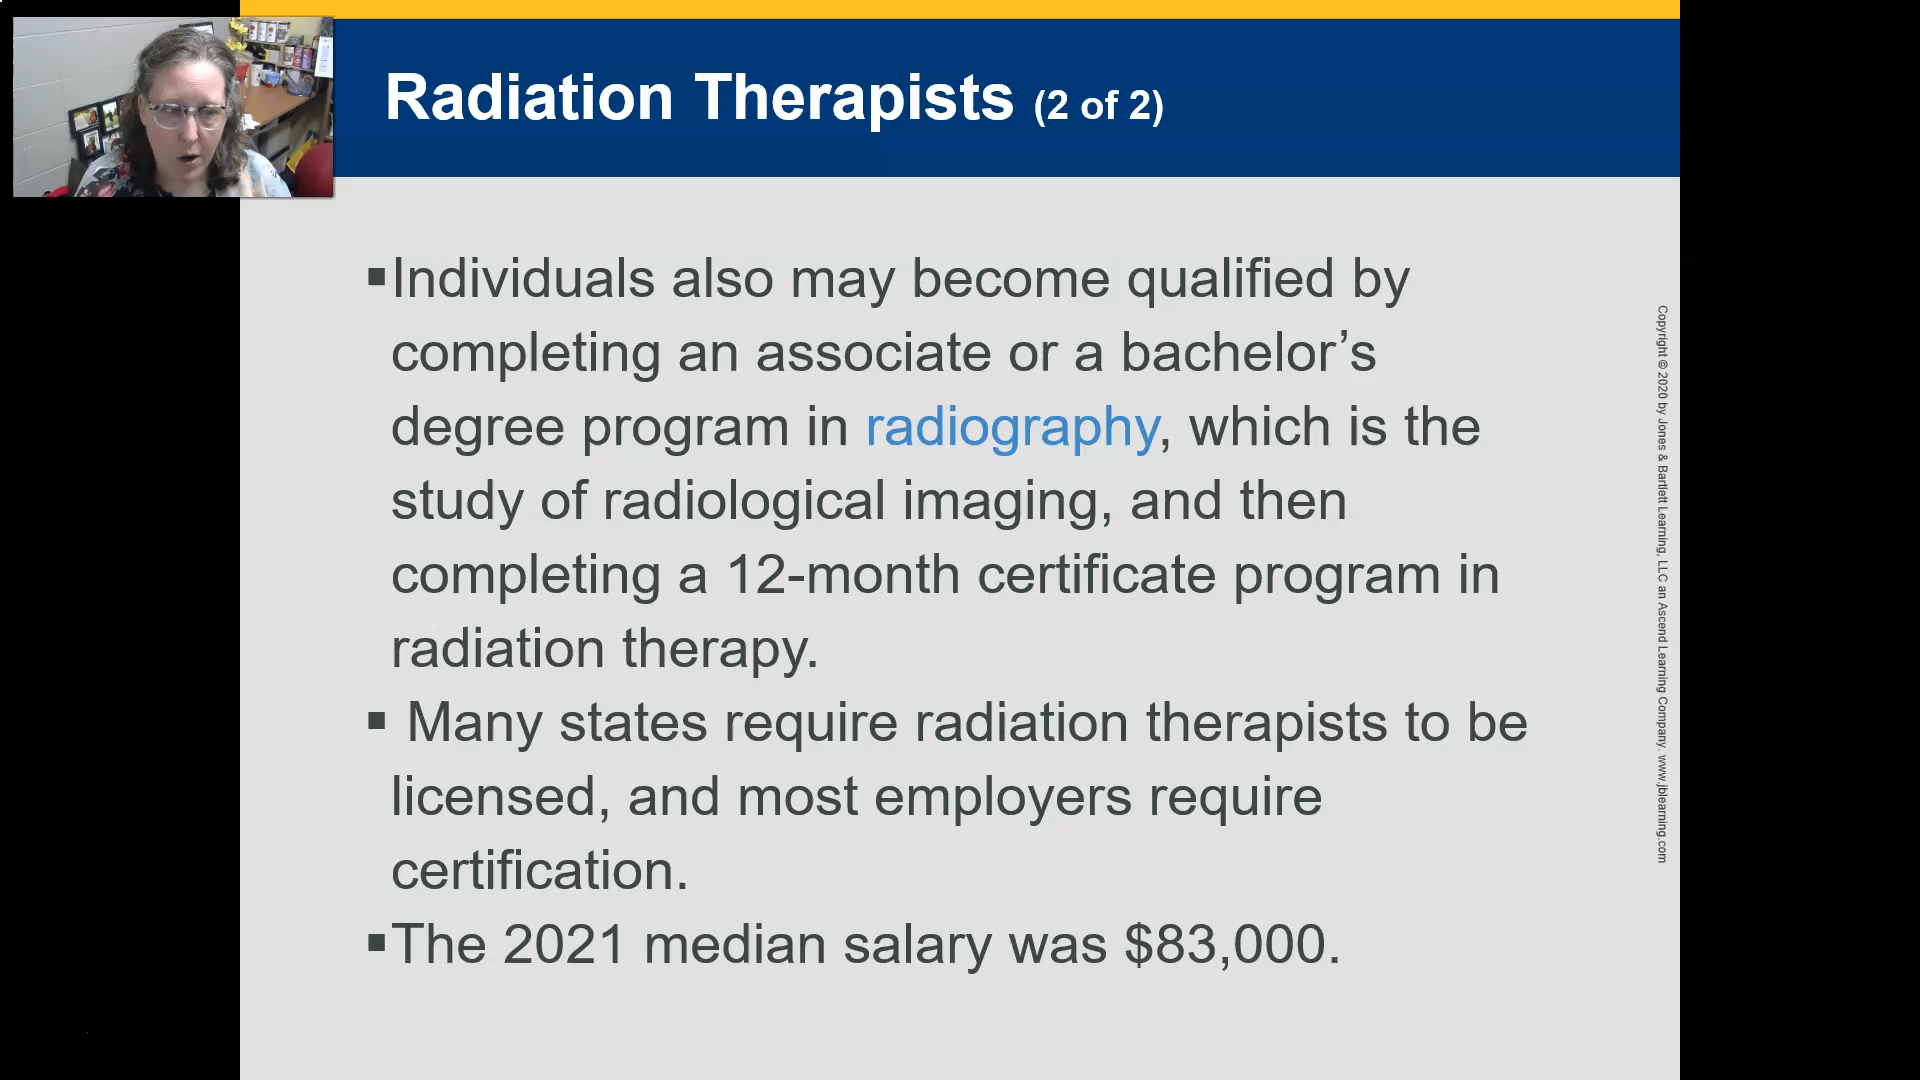 Radiation Therapists (2 of 2)
▪Individuals also may become qualified by
completing an associate or a bachelor’s
degree program in radiography, which is the
study of radiological imaging, and then
completing a 12-month certificate program in
radiation therapy.
▪ Many states require radiation therapists to be
licensed, and most employers require
certification.
▪The 2021 median salary was $83,000.
Copyright © 2020 by Jones & Bartlett Learning, LLC an Ascend Learning Company. www.jblearning.com